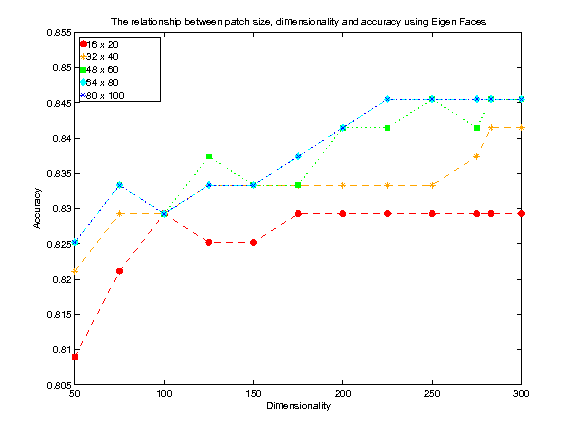 The relationship between patch size, dimensionality and accuracy using Eigen Faces
0.855
0.85
0.845
0.84
0.835
0.83
0.825
0.82
0.815
0.81
0.805
16 x 20
32 x 40
48 x 60
64 x 80
80 x 100
Accuracy
50 100 150 200 250 300
Dimensionality